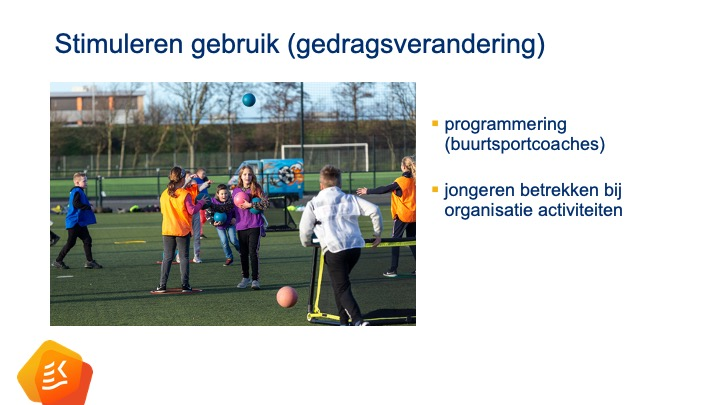 Stimuleren gebruik (gedragsverandering)
programmering
(buurtsportcoaches)
jongeren betrekken bij
organisatie activiteiten